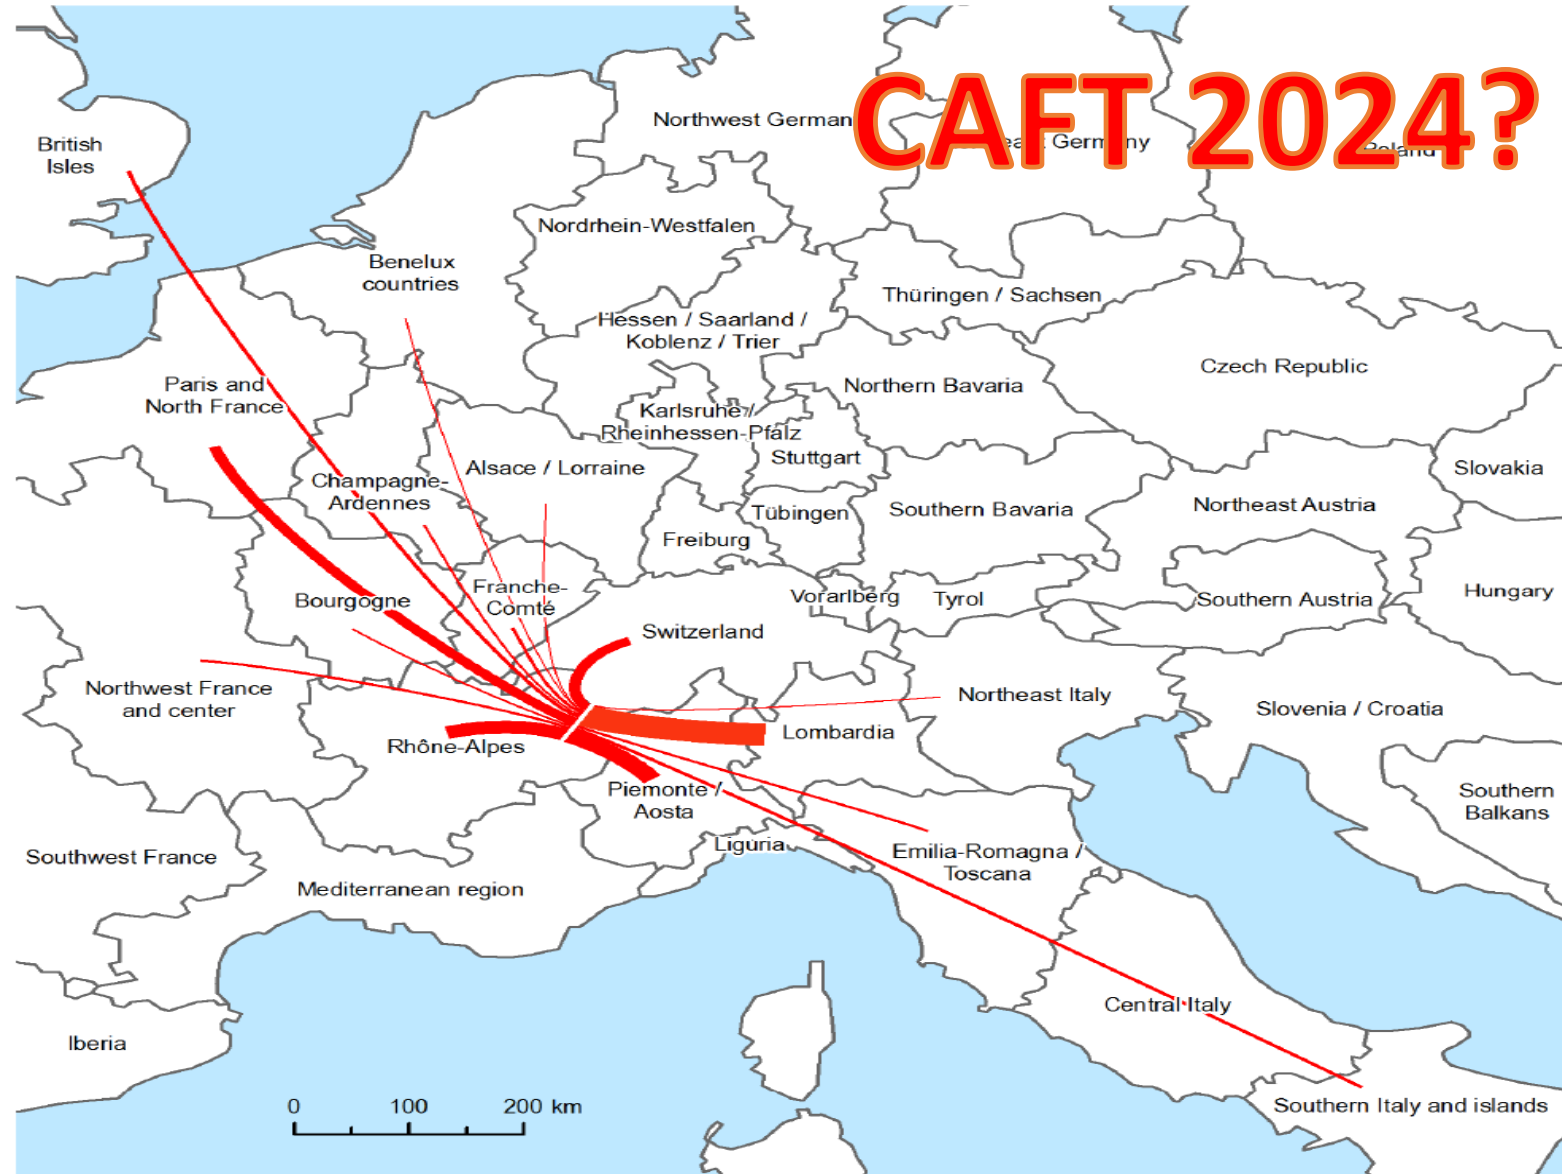 CAFT 2024?
Northwest German
Germany
Poland
British
Isles
Nordrhein-Westfalen
Benelux
countries
Thüringen / Sachsen
Hessen / Saarland /
Koblenz / Trier
Czech Republic
Paris and
North France
Northern Bavaria
Karlsruhe /
Rheinhessen-Pfalz
Stuttgart
Alsace / Lorraine
Slovakia
Champagne-
Ardennes
Northeast Austria
Tübingen
Southern Bavaria
Freiburg
Franche-
Comté
Bourgogne
Vorarlberg
Tyrol
Southern Austria
Hungary
Switzerland
Northwest France
and center
Northeast Italy
Slovenia / Croatia
Lombardia
Rhône-Alpes
Piemonte /
Aosta
Southern
Balkans
Liguria
Emilia-Romagna /
Toscana
Southwest France
Mediterranean region
Central Italy
Iberia
0 100 200 km
Southern Italy and islands